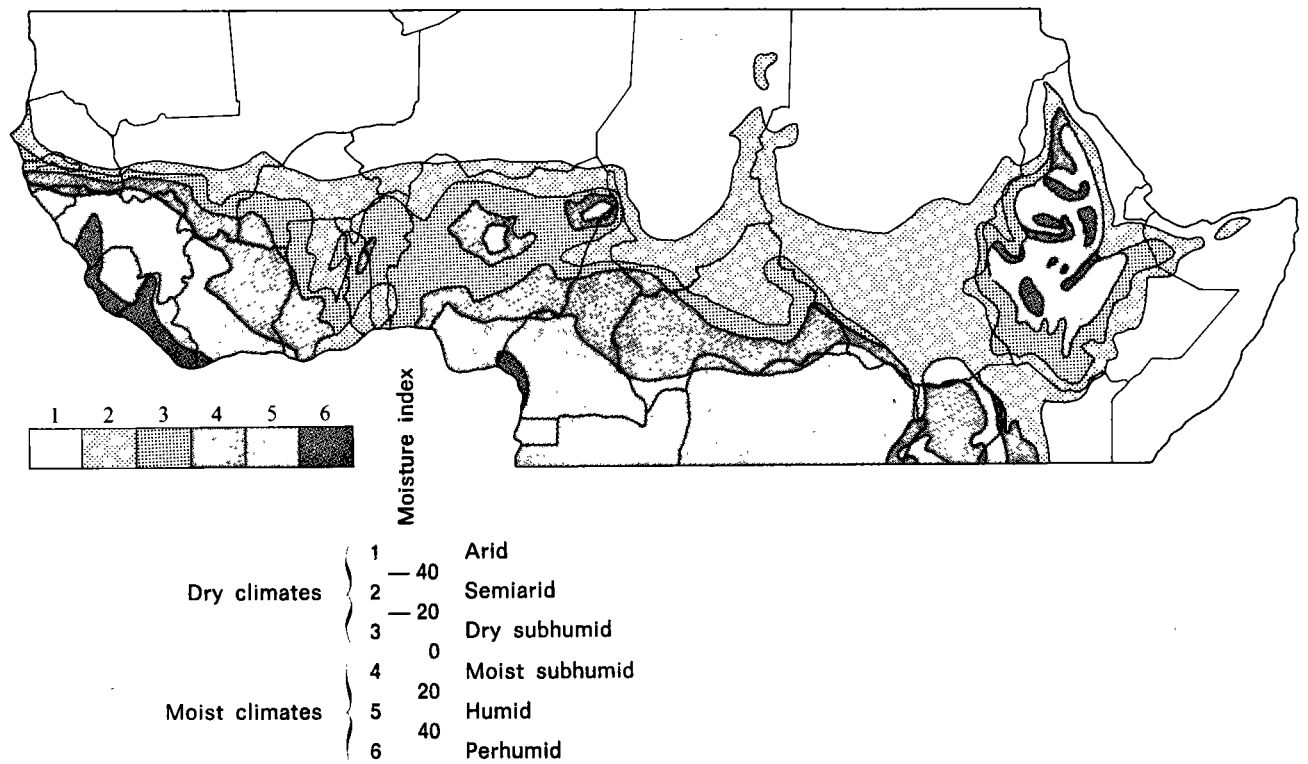 1 2 3 4 5 6
Moisture index
1 Arid
— 40
Dry climates 2 Semiarid
— 20
3 Dry subhumid
0
4 Moist subhumid
20
Moist climates 5 Humid
40
6 Perhumid